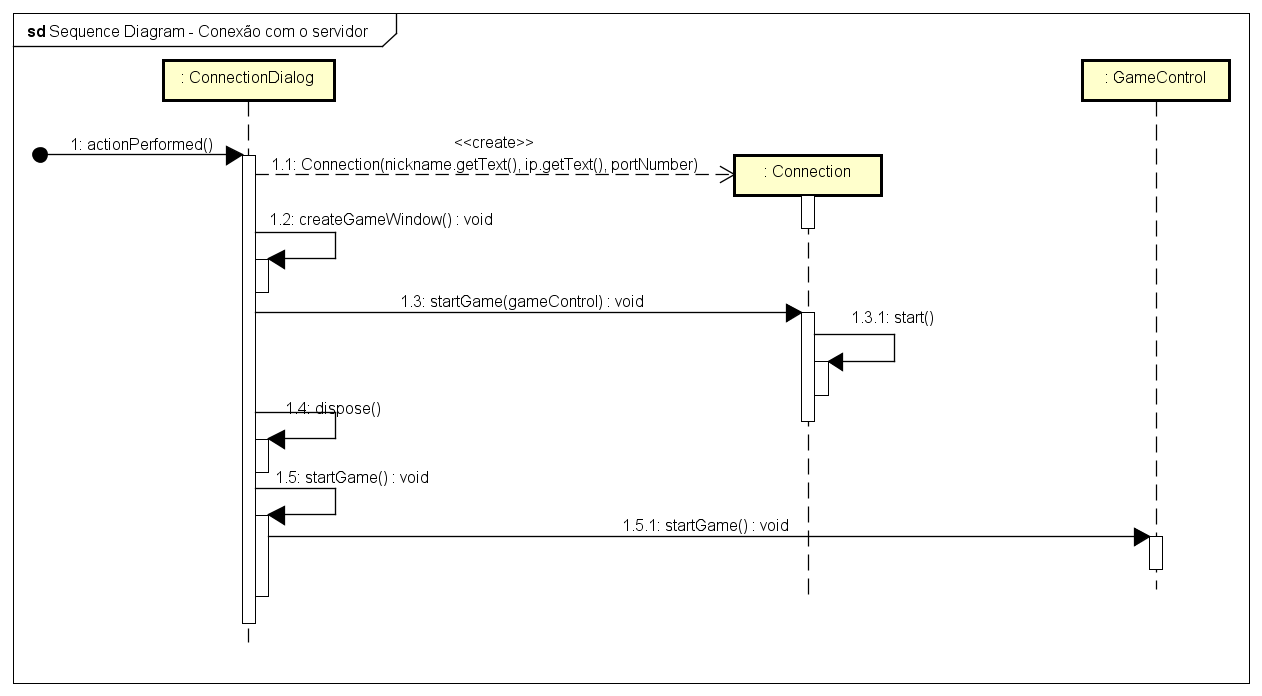 sd Sequence Diagram - Conexão com o servidor
: ConnectionDialog
: GameControl
1: actionPerformed()
<<create>>
1.1: Connection(nickname.getText(), ip.getText(), portNumber)
: Connection
1.2: createGameWindow() : void
1.3: startGame(gameControl) : void
1.3.1: start()
1.4: dispose()
1.5: startGame() : void
1.5.1: startGame() : void